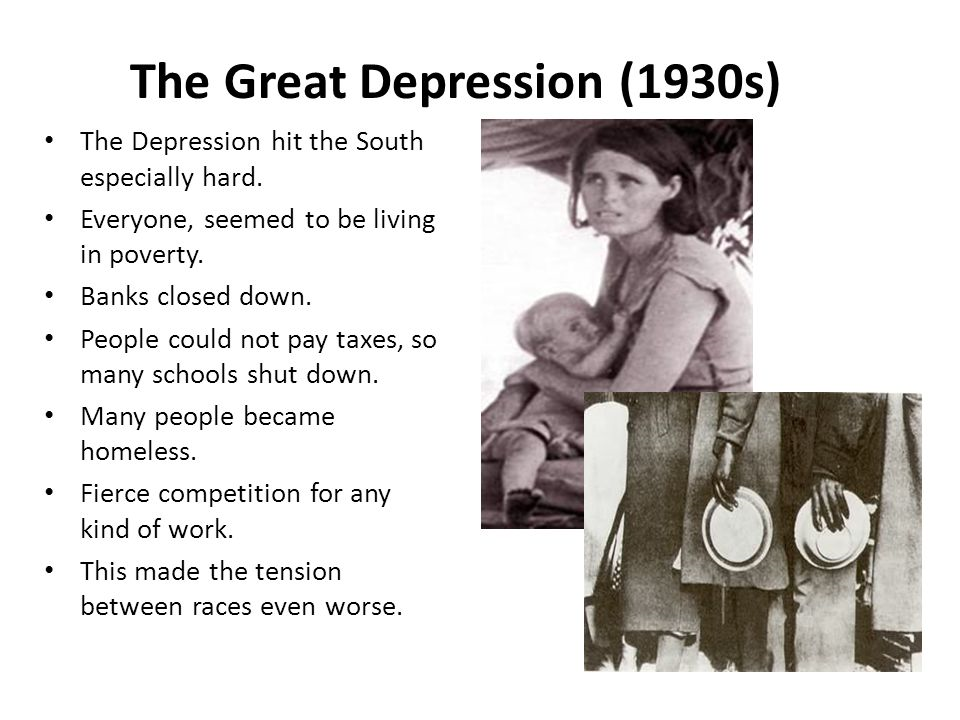 The Great Depression (1930s)
• The Depression hit the South
especially hard.
• Everyone, seemed to be living
in poverty.
• Banks closed down.
• People could not pay taxes, so
many schools shut down.
• Many people became
homeless.
• Fierce competition for any
kind of work.
• This made the tension
between races even worse.